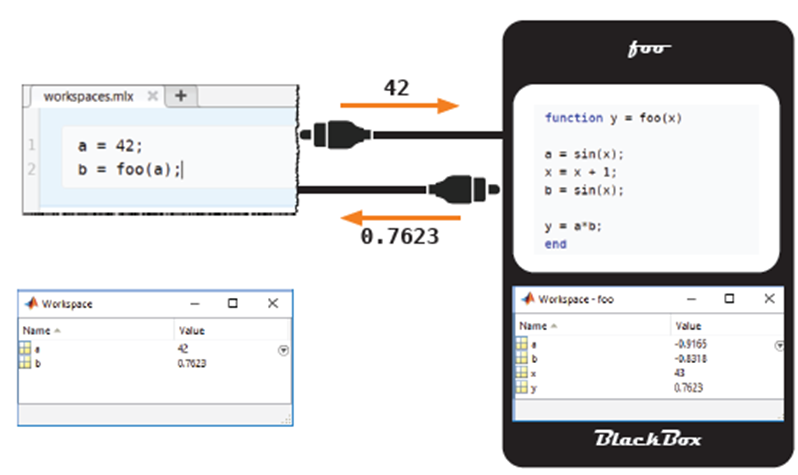 foo
workspaces.mlx
42
1 a = 42;
2 b = foo(a);
function y = foo(x)
a = sin(x);
x = x + 1;
b = sin(x);
y = a*b;
end
0.7623
Workspace
Name Value
a 42
b 0.7623
Workspace - foo
Name Value
a -0.9165
b -0.8318
x 43
y 0.7623
BlackBox